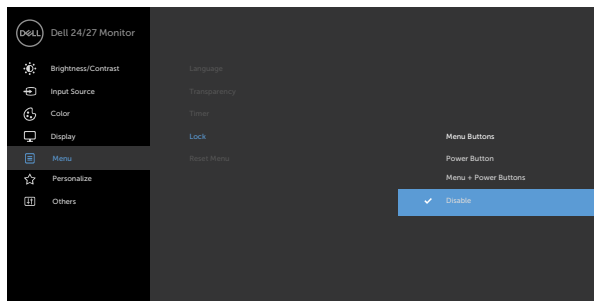 DELL Dell 24/27 Monitor
Brightness/Contrast Language
Input Source Transparency
Color Timer
Display Lock Menu Buttons
Menu Reset Menu Power Button
Personalize Menu + Power Buttons
Others Disable